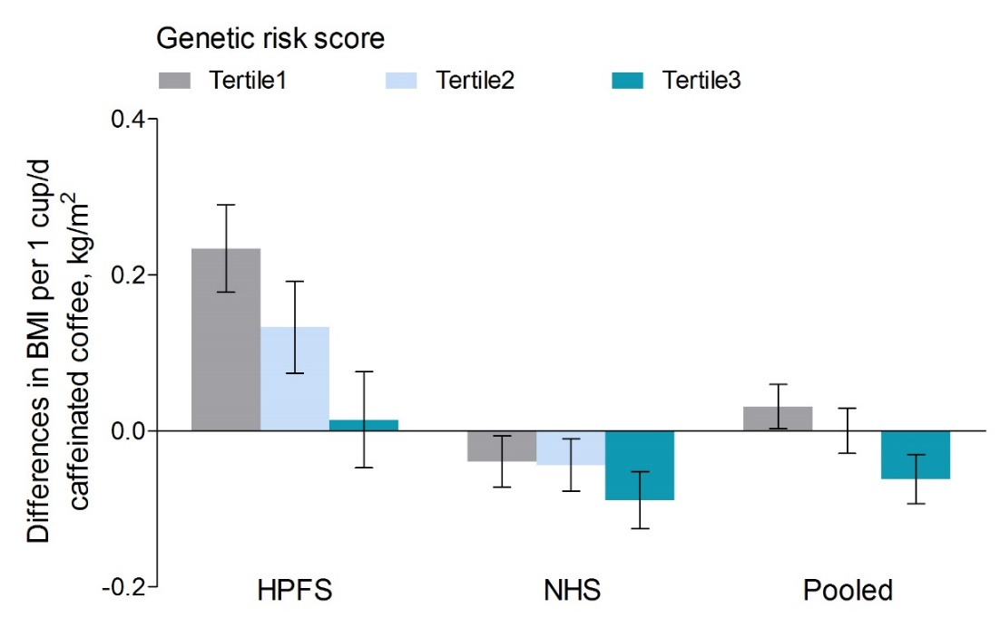 Genetic risk score
Tertile1 Tertile2 Tertile3
Differences in BMI per 1 cup/d
caffeinated coffee, kg/m²
0.4
0.2
0.0
-0.2
HPFS NHS Pooled